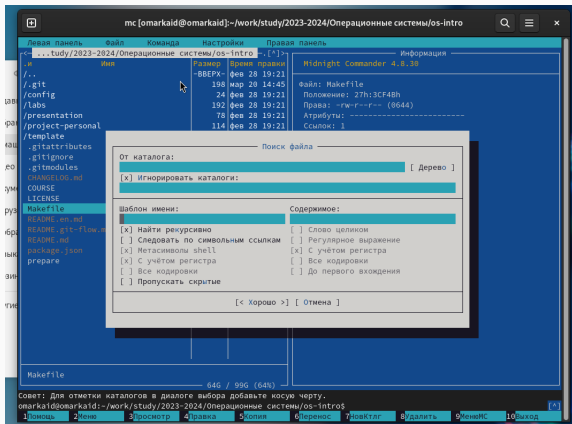 mc [omarkaid@omarkaid]:~/work/study/2023-2024/Операционные системы/os-intro
Левая панель Файл Команда Настройки Правая панель
<- ...tudy/2023-2024/Операционные системы/os-intro -.[^]>
.и Имя Размер Время правки
/.. -ВВЕРХ- фев 28 19:21
/.git 198 мар 20 14:45
/config 24 фев 28 19:21
/labs 192 фев 28 19:21
/presentation 78 фев 28 19:21
/project-personal 114 фев 28 19:21
/template
.gitattributes
.gitignore
.gitmodules
CHANGELOG.md
COURSE
LICENSE
Makefile
README.en.md
README.git-flow.m
README.md
package.json
prepare
Makefile
64G / 99G (64%)
Информация
Midnight Commander 4.8.30
Файл: Makefile
Положение: 27h:3CF4Bh
Права: -rw-r--r-- (0644)
Атрибуты: ----------------------
Ссылок: 1
Поиск файла
От каталога:
[ Дерево ]
[x] Игнорировать каталоги:
Шаблон имени: Содержимое:
[x] Найти рекурсивно [ ] Слово целиком
[ ] Следовать по символьным ссылкам [ ] Регулярное выражение
[x] Метасимволы shell [x] С учётом регистра
[x] С учётом регистра [ ] Все кодировки
[ ] Все кодировки [ ] До первого вхождения
[ ] Пропускать скрытые
[< Хорошо >] [ Отмена ]
Совет: Для отметки каталогов в диалоге выбора добавьте косую черту.
omarkaid@omarkaid:~/work/study/2023-2024/Операционные системы/os-intro$ [^]
1Помощь 2Меню 3Просмотр 4Правка 5Копия 6Перенос 7НовКтлг 8Удалить 9МенюMC 10Выход